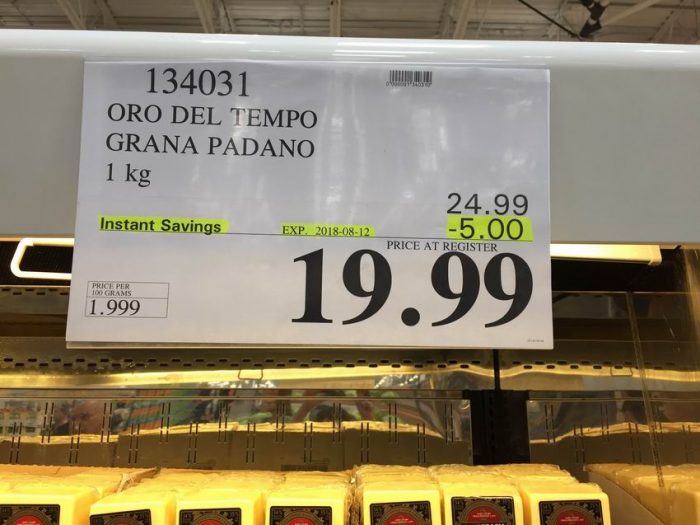 134031
ORO DEL TEMPO
GRANA PADANO
1 kg
24.99
Instant Savings EXP. 2018-08-12 -5.00
PRICE AT REGISTER
19.99
PRICE PER
100 GRAMS
1.999